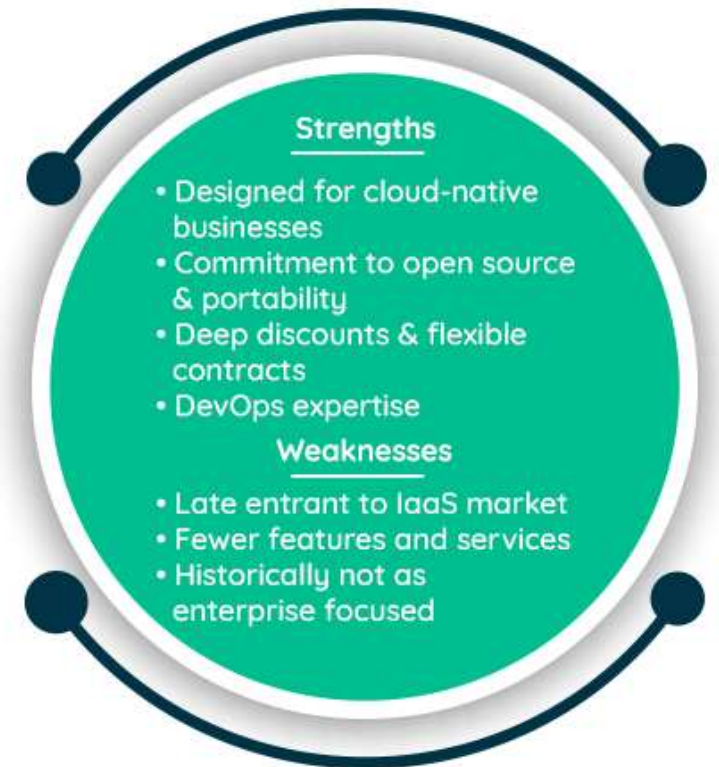 Strengths
• Designed for cloud-native
businesses
• Commitment to open source
& portability
• Deep discounts & flexible
contracts
• DevOps expertise
Weaknesses
• Late entrant to IaaS market
• Fewer features and services
• Historically not as
enterprise focused